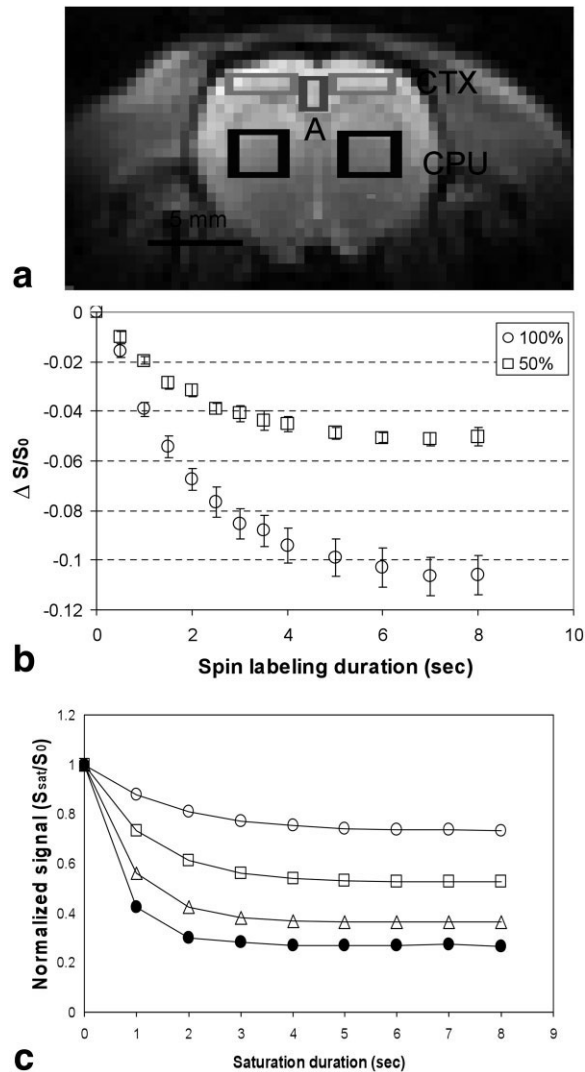 CTX
A
CPU
5 mm
a
0
-0.02
-0.04
-0.06
-0.08
-0.1
-0.12
Δ S/S0
100%
50%
0 2 4 6 8 10
Spin labeling duration (sec)
b
1.2
1
0.8
0.6
0.4
0.2
0
Normalized signal (Ssat/S0)
0 1 2 3 4 5 6 7 8 9
Saturation duration (sec)
c